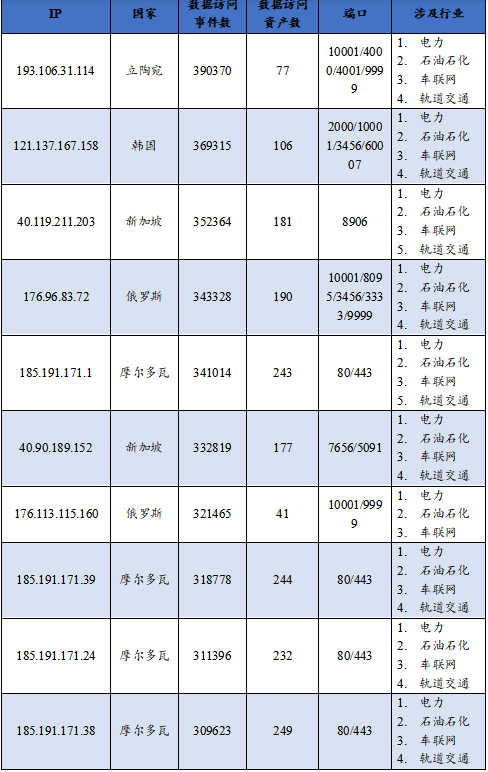 IP 国家 数据访问事件数 数据访问资产数 端口 涉及行业
193.106.31.114 立陶宛 390370 77 10001/4000/4001/9999
1. 电力
2. 石油石化
3. 车联网
4. 轨道交通
121.137.167.158 韩国 369315 106 2000/10001/3456/60007
1. 电力
2. 石油石化
3. 车联网
4. 轨道交通
40.119.211.203 新加坡 352364 181 8906
1. 电力
2. 石油石化
3. 车联网
5. 轨道交通
176.96.83.72 俄罗斯 343328 190 10001/8095/3456/3333/9999
1. 电力
2. 石油石化
3. 车联网
4. 轨道交通
185.191.171.1 摩尔多瓦 341014 243 80/443
1. 电力
2. 石油石化
3. 车联网
5. 轨道交通
40.90.189.152 新加坡 332819 177 7656/5091
1. 电力
2. 石油石化
3. 车联网
4. 轨道交通
176.113.115.160 俄罗斯 321465 41 10001/9999
1. 电力
2. 石油石化
3. 车联网
185.191.171.39 摩尔多瓦 318778 244 80/443
1. 电力
2. 石油石化
3. 车联网
4. 轨道交通
185.191.171.24 摩尔多瓦 311396 232 80/443
1. 电力
2. 石油石化
3. 车联网
4. 轨道交通
185.191.171.38 摩尔多瓦 309623 249 80/443
1. 电力
2. 石油石化
3. 车联网
4. 轨道交通